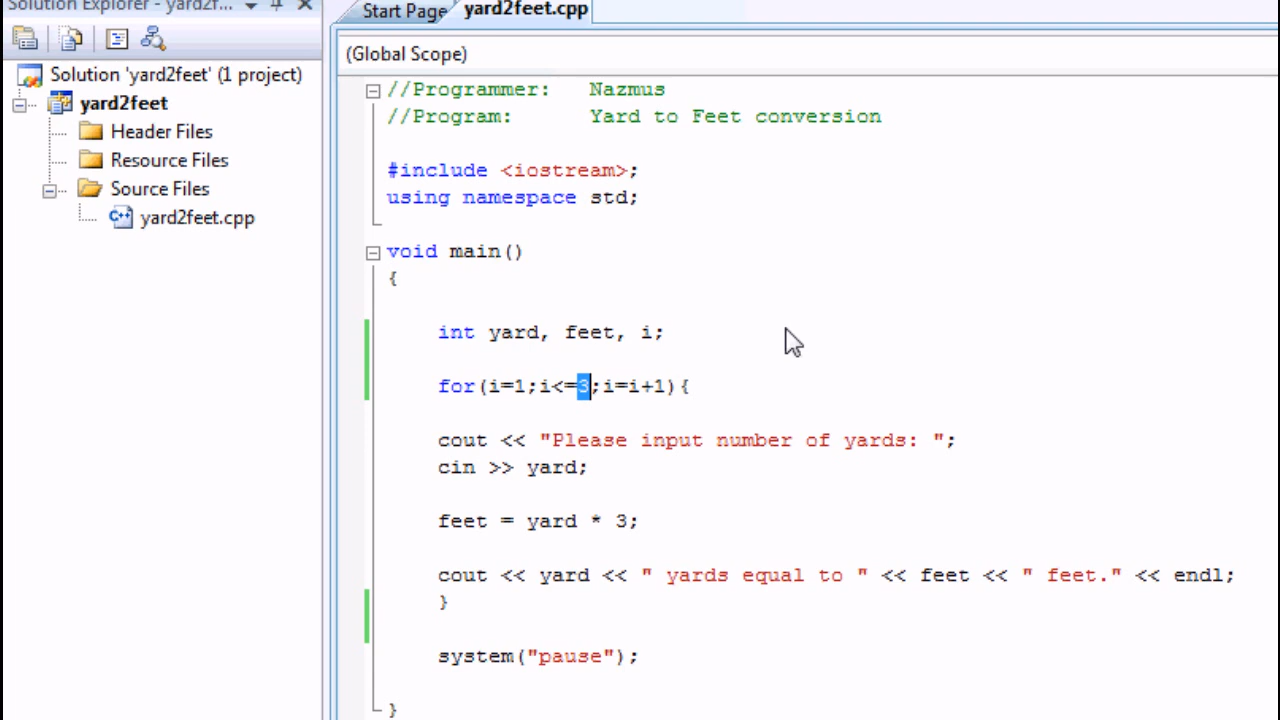 Solution Explorer - yard2f...
Start Page
yard2feet.cpp
(Global Scope)
Solution 'yard2feet' (1 project)
yard2feet
Header Files
Resource Files
Source Files
yard2feet.cpp
//Programmer:   Nazmus
//Program:      Yard to Feet conversion
#include <iostream>;
using namespace std;
void main()
{
int yard, feet, i;
for(i=1;i<=3;i=i+1){
cout << "Please input number of yards: ";
cin >> yard;
feet = yard * 3;
cout << yard << " yards equal to " << feet << " feet." << endl;
}
system("pause");
}